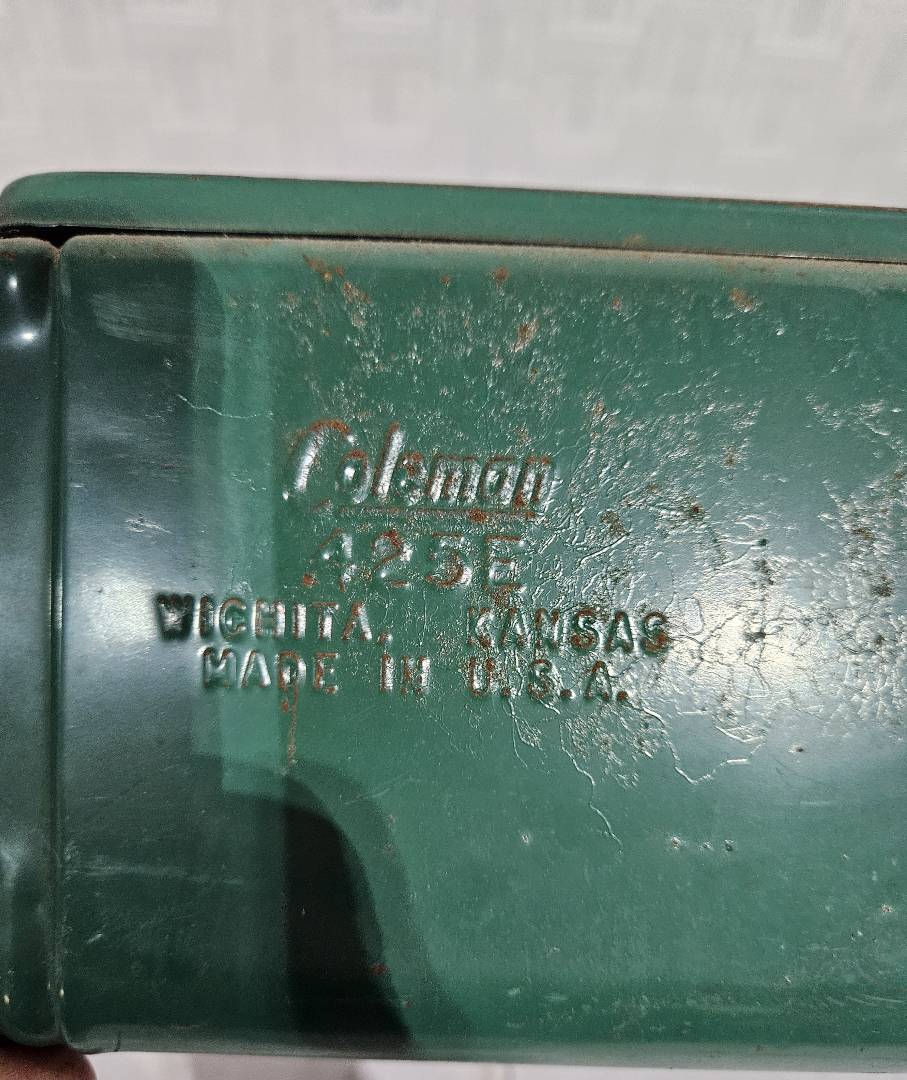 Coleman
425E
WICHITA, KANSAS
MADE IN U.S.A.